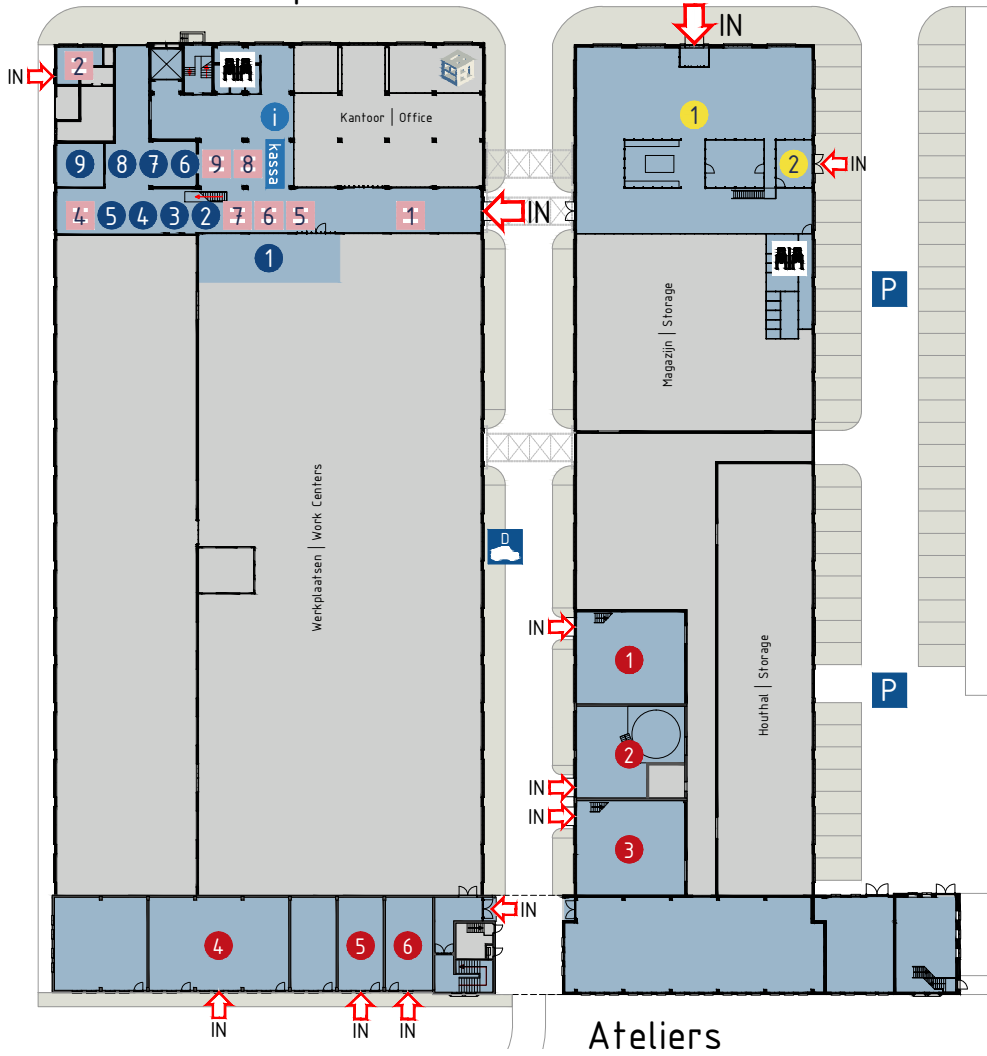 IN
IN
2
i
Kantoor | Office
1
9
8
7
6
9
8
kassa
2
IN
4
5
4
3
2
7
6
5
1
IN
1
P
Magazijn | Storage
Werkplaatsen | Work Centers
D
IN
1
P
Houthal | Storage
2
IN
IN
3
IN
4
5
6
IN
IN
IN
Ateliers